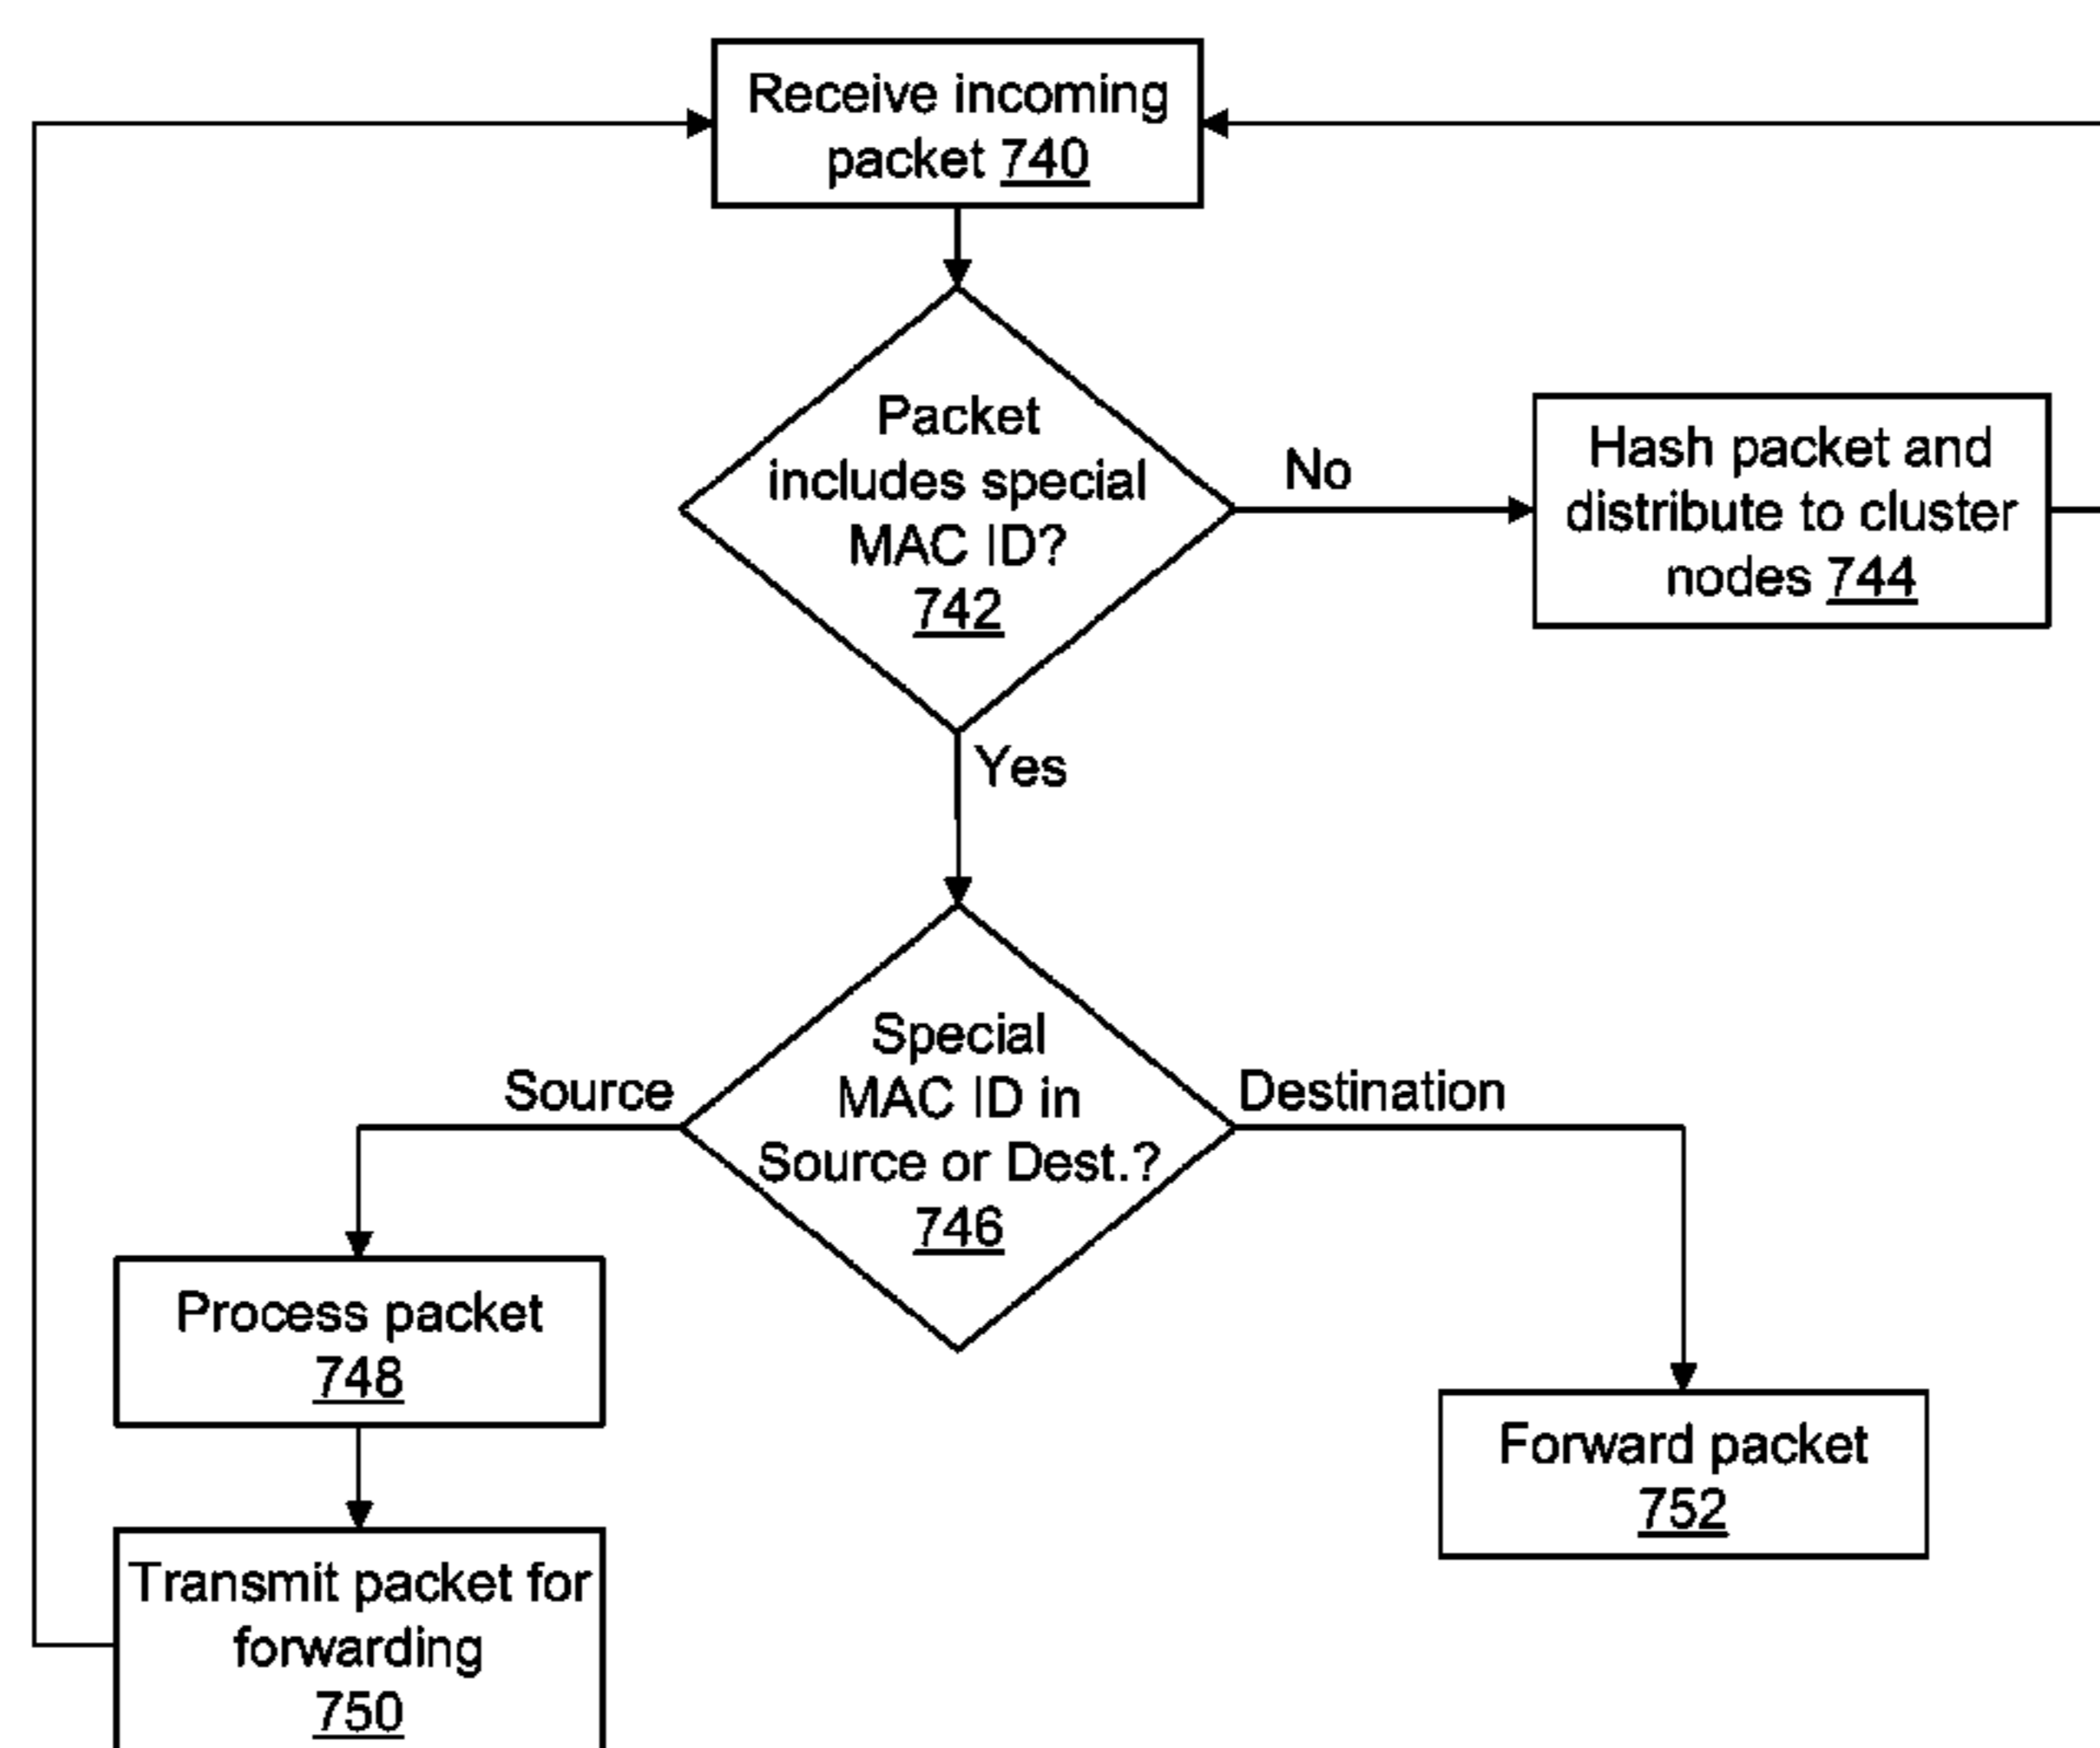 Receive incoming
packet 740
Packet
includes special
MAC ID?
742
No
Hash packet and
distribute to cluster
nodes 744
Yes
Special
MAC ID in
Source or Dest.?
746
Source
Destination
Process packet
748
Forward packet
752
Transmit packet for
forwarding
750